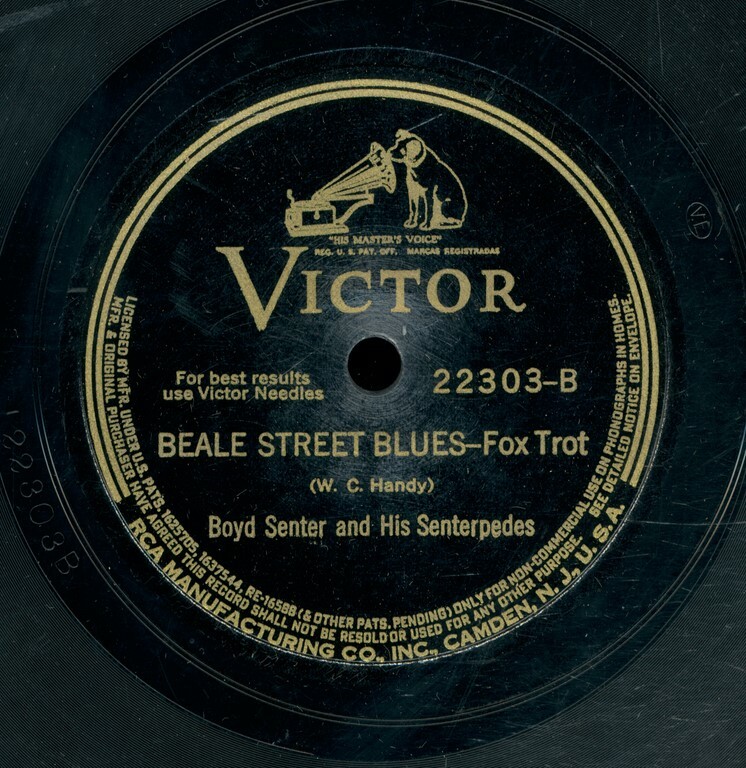 "HIS MASTER'S VOICE"
REG. U. S. PAT. OFF. MARCAS REGISTRADAS
VICTOR
For best results
use Victor Needles
22303-B
BEALE STREET BLUES—Fox Trot
(W. C. Handy)
Boyd Senter and His Senterpedes
LICENSED BY MFR. UNDER U.S. PATS. 1625705, 1637544, RE-16588 (& OTHER PATS. PENDING) ONLY FOR NON-COMMERCIAL USE ON PHONOGRAPHS IN HOMES.
MFR. & ORIGINAL PURCHASER HAVE AGREED THIS RECORD SHALL NOT BE RESOLD OR USED FOR ANY OTHER PURPOSE. SEE DETAILED NOTICE ON ENVELOPE.
RCA MANUFACTURING CO., INC., CAMDEN, N. J., U. S. A.
22303B
VE